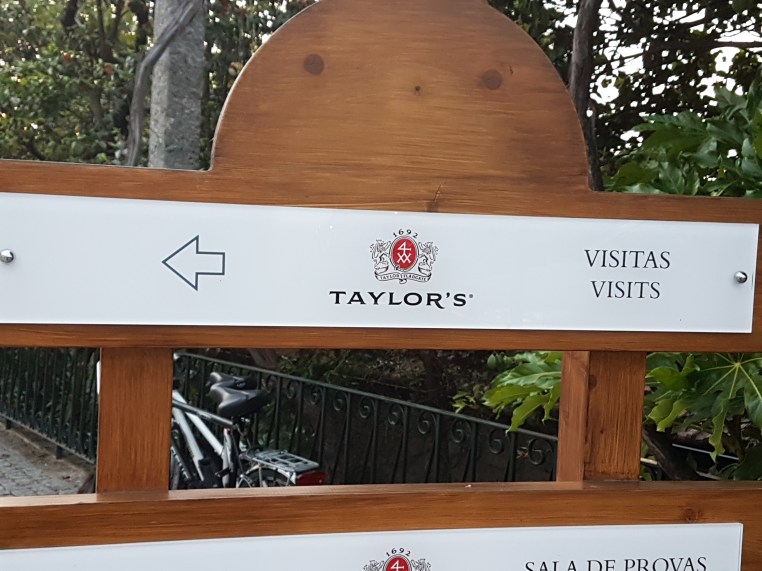 1692
TAYLOR'S®
VISITAS
VISITS
1692
SALA DE PROVAS